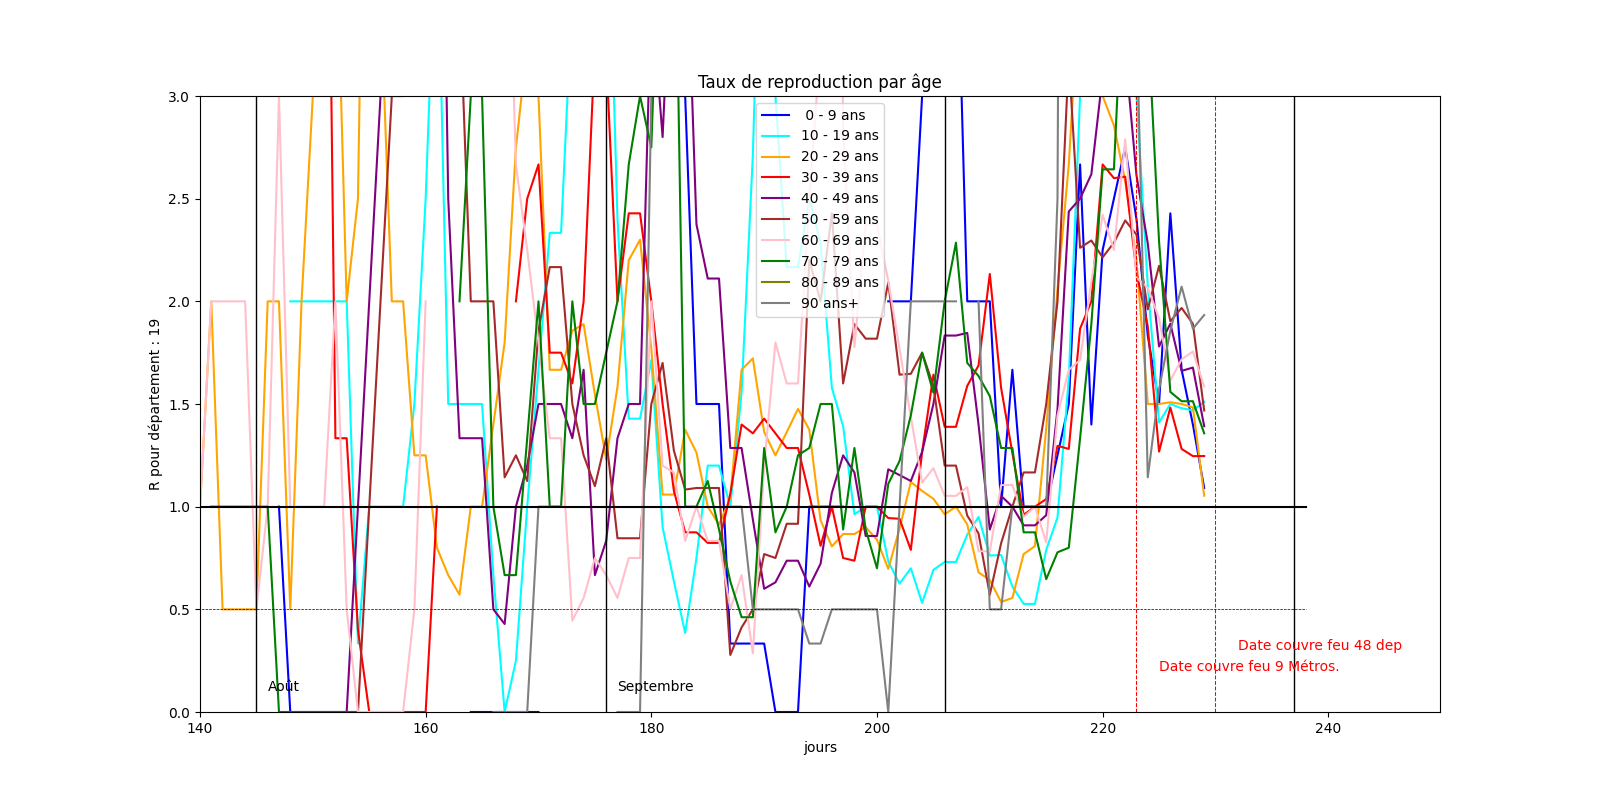 Taux de reproduction par âge
R pour département : 19
3.0
2.5
2.0
1.5
1.0
0.5
0.0
0 - 9 ans
10 - 19 ans
20 - 29 ans
30 - 39 ans
40 - 49 ans
50 - 59 ans
60 - 69 ans
70 - 79 ans
80 - 89 ans
90 ans+
Date couvre feu 48 dep
Date couvre feu 9 Métros.
Août
Septembre
140
160
180
200
220
240
jours